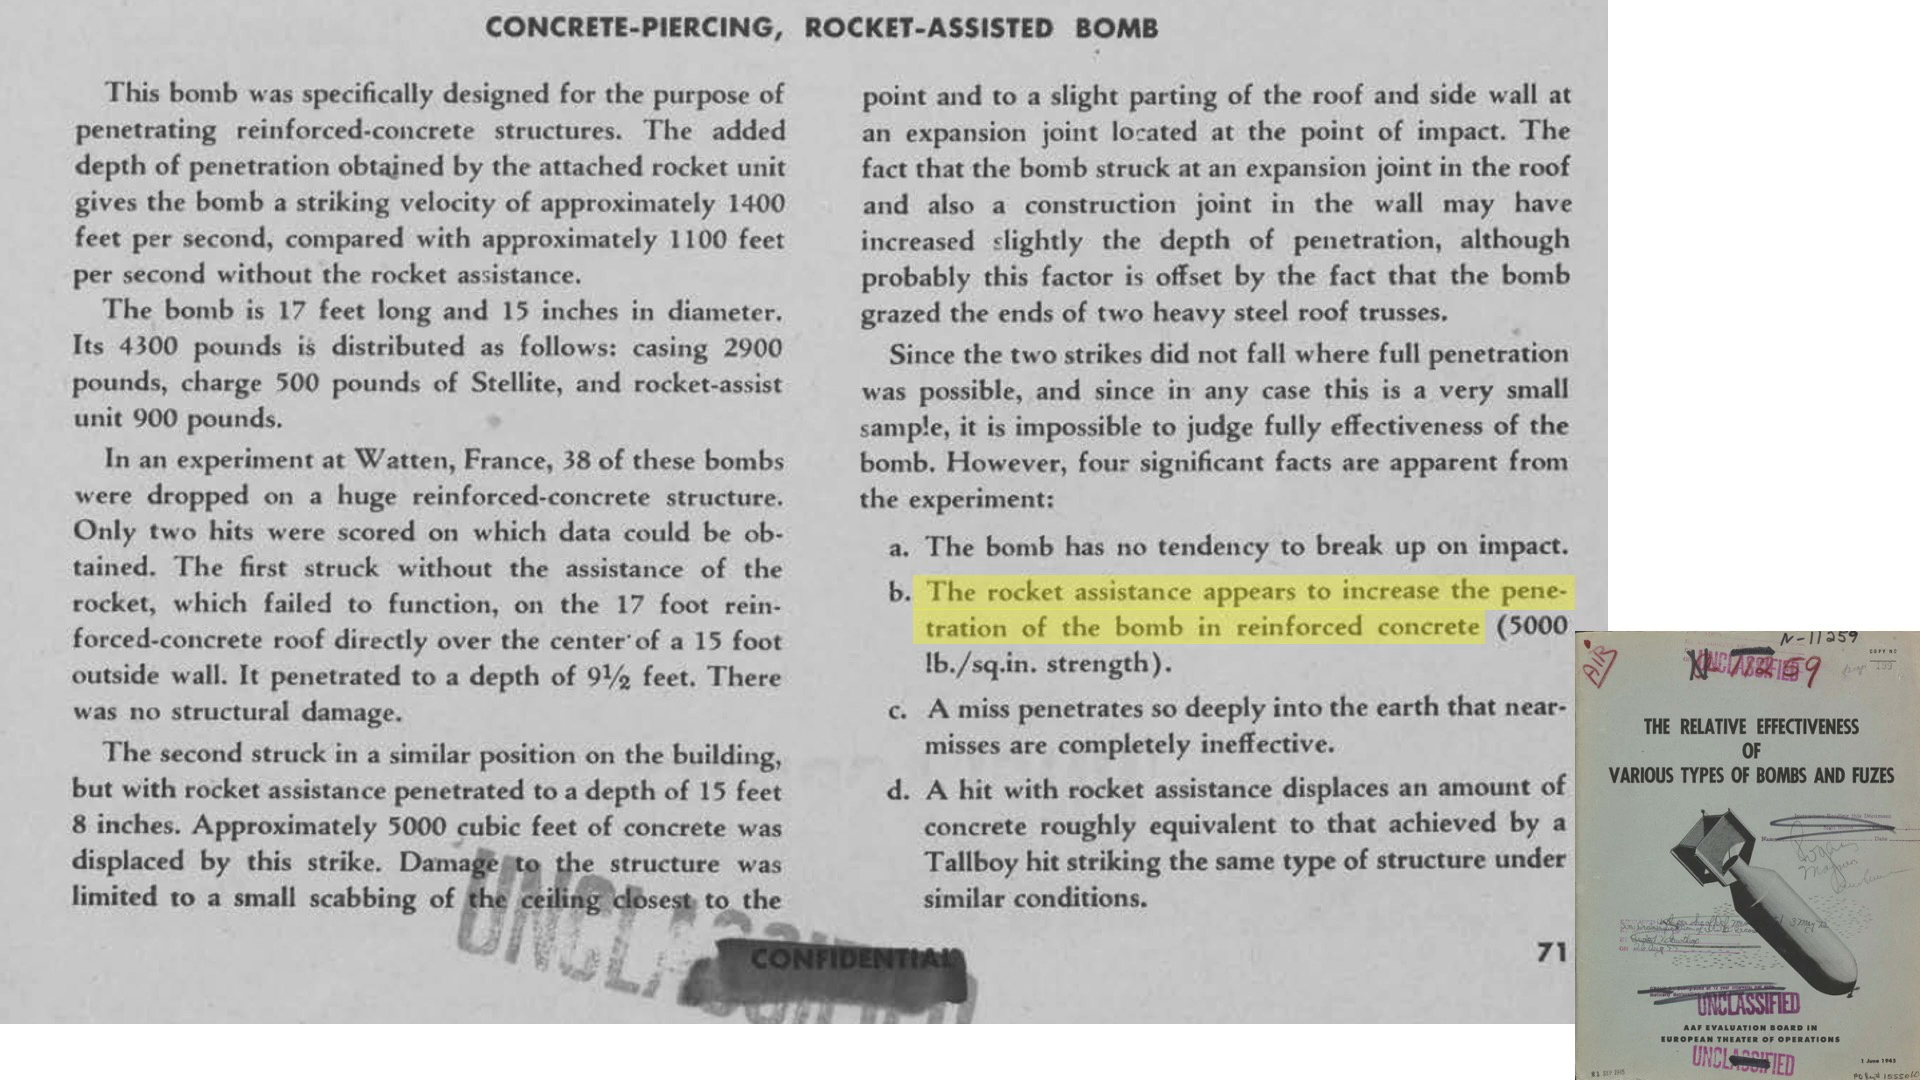 CONCRETE-PIERCING, ROCKET-ASSISTED BOMB
This bomb was specifically designed for the purpose of
penetrating reinforced-concrete structures. The added
depth of penetration obtained by the attached rocket unit
gives the bomb a striking velocity of approximately 1400
feet per second, compared with approximately 1100 feet
per second without the rocket assistance.
The bomb is 17 feet long and 15 inches in diameter.
Its 4300 pounds is distributed as follows: casing 2900
pounds, charge 500 pounds of Stellite, and rocket-assist
unit 900 pounds.
In an experiment at Watten, France, 38 of these bombs
were dropped on a huge reinforced-concrete structure.
Only two hits were scored on which data could be ob-
tained. The first struck without the assistance of the
rocket, which failed to function, on the 17 foot rein-
forced-concrete roof directly over the center of a 15 foot
outside wall. It penetrated to a depth of 9½ feet. There
was no structural damage.
The second struck in a similar position on the building,
but with rocket assistance penetrated to a depth of 15 feet
8 inches. Approximately 5000 cubic feet of concrete was
displaced by this strike. Damage to the structure was
limited to a small scabbing of the ceiling closest to the
point and to a slight parting of the roof and side wall at
an expansion joint located at the point of impact. The
fact that the bomb struck at an expansion joint in the roof
and also a construction joint in the wall may have
increased slightly the depth of penetration, although
probably this factor is offset by the fact that the bomb
grazed the ends of two heavy steel roof trusses.
Since the two strikes did not fall where full penetration
was possible, and since in any case this is a very small
sample, it is impossible to judge fully effectiveness of the
bomb. However, four significant facts are apparent from
the experiment:
a. The bomb has no tendency to break up on impact.
b. The rocket assistance appears to increase the pene-
tration of the bomb in reinforced concrete (5000
lb./sq.in. strength).
c. A miss penetrates so deeply into the earth that near-
misses are completely ineffective.
d. A hit with rocket assistance displaces an amount of
concrete roughly equivalent to that achieved by a
Tallboy hit striking the same type of structure under
similar conditions.
UNCLASSIFIED
CONFIDENTIAL
71
N-11259
COPY NO
AIR
UNCLASSIFIED
THE RELATIVE EFFECTIVENESS
OF
VARIOUS TYPES OF BOMBS AND FUZES
UNCLASSIFIED
AAF EVALUATION BOARD IN
EUROPEAN THEATER OF OPERATIONS
UNCLASSIFIED
1 June 1945